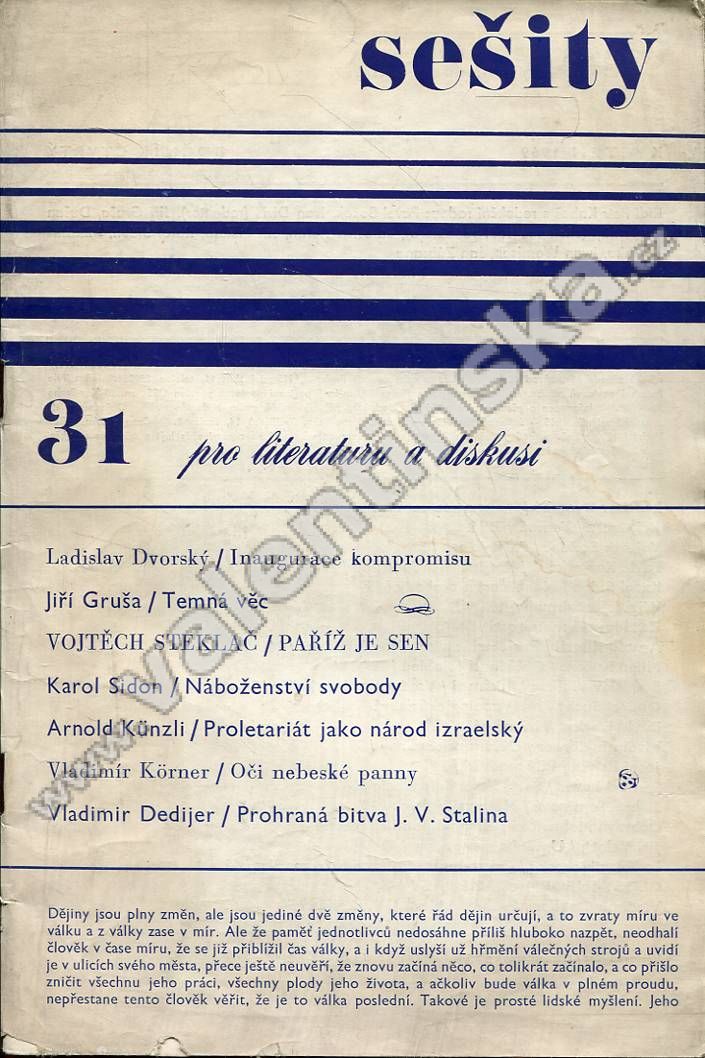 sešity
31 pro literaturu a diskusi
Ladislav Dvorský / Inaugurace kompromisu
Jiří Gruša / Temná věc
VOJTĚCH STEKLAČ / PAŘÍŽ JE SEN
Karol Sidon / Náboženství svobody
Arnold Künzli / Proletariát jako národ izraelský
Vladimír Körner / Oči nebeské panny
Vladimir Dedijer / Prohraná bitva J. V. Stalina
Dějiny jsou plny změn, ale jsou jediné dvě změny, které řád dějin určují, a to zvraty míru ve
válku a z války zase v mír. Ale že paměť jednotlivců nedosáhne příliš hluboko nazpět, neodhalí
člověk v čase míru, že se již přiblížil čas války, a i když uslyší už hřmění válečných strojů a uvidí
je v ulicích svého města, přece ještě neuvěří, že znovu začíná něco, co tolikrát začínalo, a co přišlo
zničit všechnu jeho práci, všechny plody jeho života, a ačkoliv bude válka v plném proudu,
nepřestane tento člověk věřit, že je to válka poslední. Takové je prosté lidské myšlení. Jeho
www.valentinska.cz